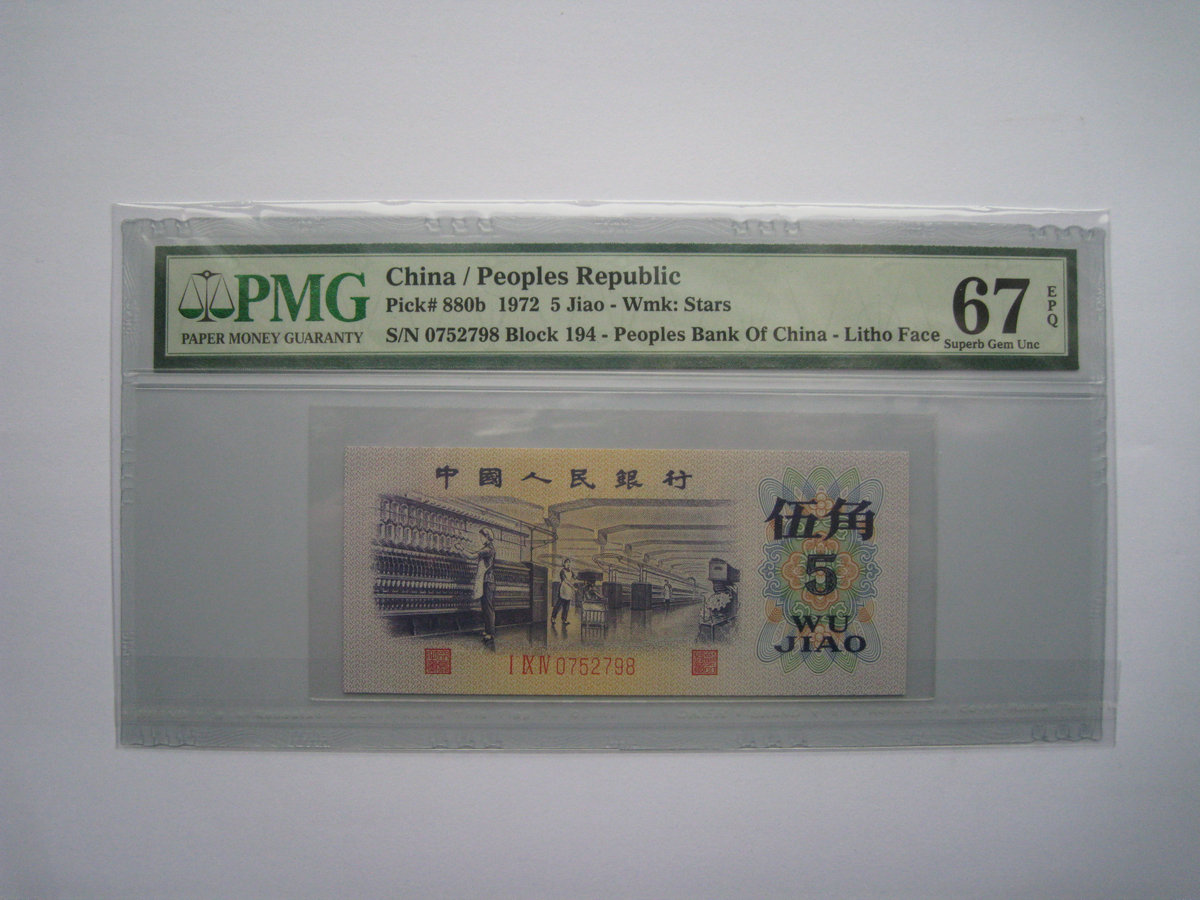 PMG
PAPER MONEY GUARANTY
China / Peoples Republic
Pick# 880b 1972 5 Jiao - Wmk: Stars
S/N 0752798 Block 194 - Peoples Bank Of China - Litho Face
67
EPQ
Superb Gem Unc
中國人民銀行
伍角
5
WU
JIAO
I IX IV 0752798